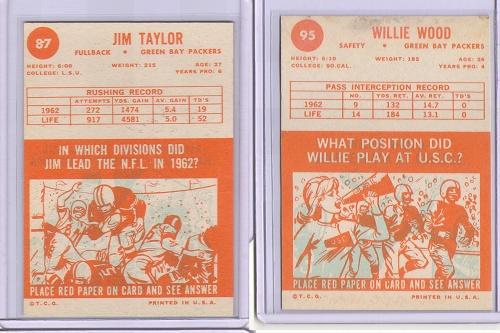 87
JIM TAYLOR
FULLBACK • GREEN BAY PACKERS
HEIGHT: 6:00 WEIGHT: 215 AGE: 27
COLLEGE: L.S.U. YEARS PRO: 6
RUSHING RECORD
ATTEMPTS YDS. GAIN AV. GAIN TD'S
1962 272 1474 5.4 19
LIFE 917 4581 5.0 52
IN WHICH DIVISIONS DID
JIM LEAD THE N.F.L. IN 1962?
PLACE RED PAPER ON CARD AND SEE ANSWER
© T.C.G. PRINTED IN U.S.A.
95
WILLIE WOOD
SAFETY • GREEN BAY PACKERS
HEIGHT: 5:10 WEIGHT: 185 AGE: 26
COLLEGE: SO.CAL. YEARS PRO: 4
PASS INTERCEPTION RECORD
NO. YDS. RET. AV. RET. TD'S
1962 9 132 14.7 0
LIFE 14 184 13.1 0
WHAT POSITION DID
WILLIE PLAY AT U.S.C.?
PLACE RED PAPER ON CARD AND SEE ANSWER
© T.C.G. PRINTED IN U.S.A.